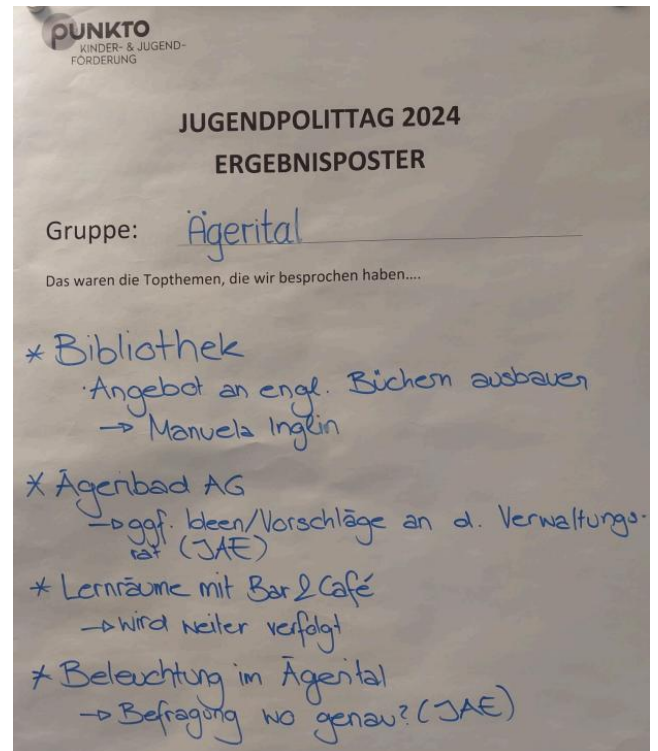 PUNKTO
KINDER- & JUGEND-
FÖRDERUNG
JUGENDPOLITTAG 2024
ERGEBNISPOSTER
Gruppe: Ägerital
Das waren die Topthemen, die wir besprochen haben....
* Bibliothek
· Angebot an engl. Büchern ausbauen
→ Manuela Inglin
* Ägeribad AG
→ ggf. Ideen/Vorschläge an d. Verwaltungs-
rat (JAE)
* Lernräume mit Bar & Café
→ wird weiter verfolgt
* Beleuchtung im Ägerital
→ Befragung wo genau? (JAE)